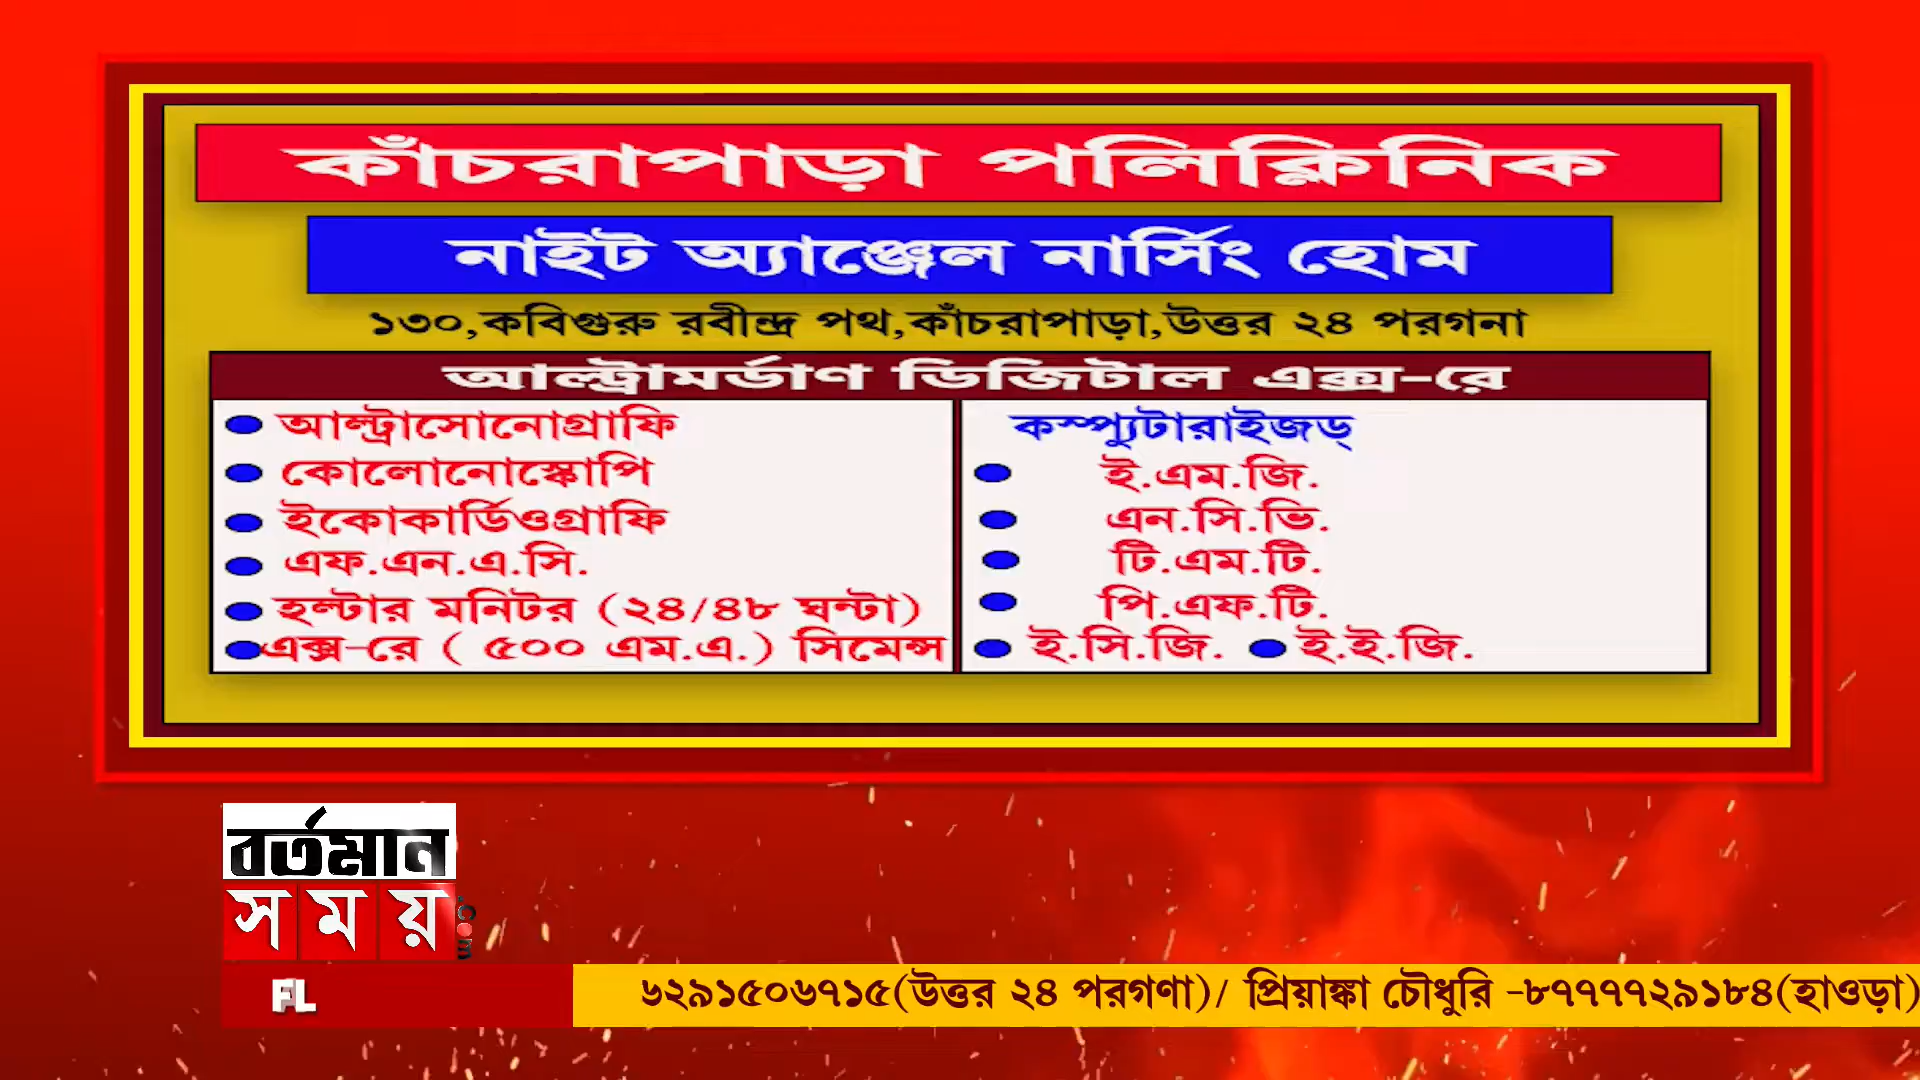 কাঁচরাপাড়া পলিক্লিনিক
নাইট অ্যাঞ্জেল নার্সিং হোম
১৩০,কবিগুরু রবীন্দ্র পথ,কাঁচরাপাড়া,উত্তর ২৪ পরগনা
আল্ট্রামর্ডাণ ডিজিটাল এক্স-রে
আল্ট্রাসোনোগ্রাফি
কোলোনোস্কোপি
ইকোকার্ডিওগ্রাফি
এফ.এন.এ.সি.
হল্টার মনিটর (২৪/৪৮ ঘন্টা)
এক্স-রে ( ৫০০ এম.এ.) সিমেন্স
কম্প্যুটারাইজড্
ই.এম.জি.
এন.সি.ভি.
টি.এম.টি.
পি.এফ.টি.
ই.সি.জি. ই.ই.জি.
বর্তমান
সময়
.com
FL
৬২৯১৫০৬৭১৫(উত্তর ২৪ পরগণা)/ প্রিয়াঙ্কা চৌধুরি -৮৭৭৭৭২৯১৮৪(হাওড়া)